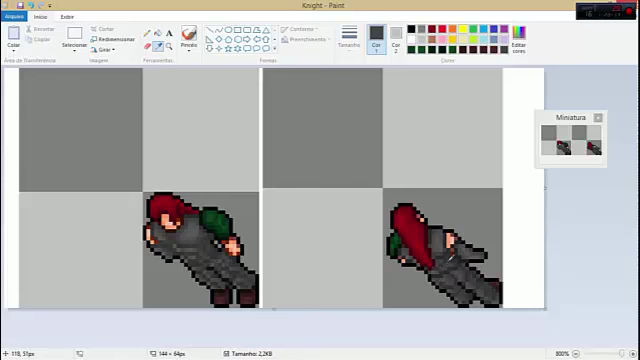 Knight - Paint
Arquivo Início Exibir
Colar
Recortar
Copiar
Área de Transferência
Selecionar
Cortar
Redimensionar
Girar
Imagem
A
Ferramentas
Pincéis
Contorno
Preenchimento
Formas
Tamanho
Cor 1
Cor 2
Editar cores
Cores
Miniatura
118, 51px
144 × 64px
Tamanho: 2,2KB
800%